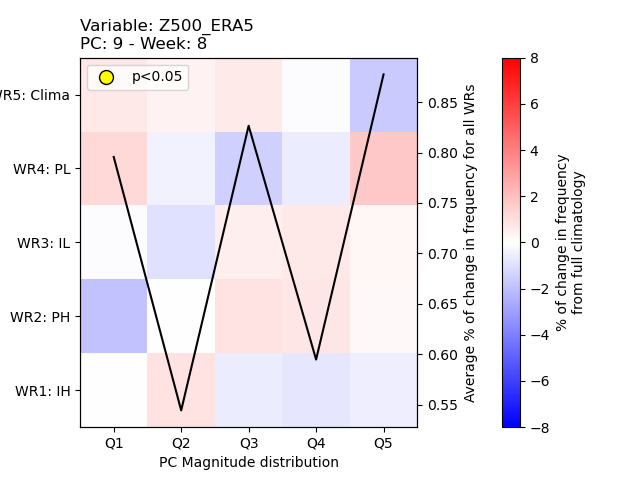 Variable: Z500_ERA5
PC: 9 - Week: 8
p<0.05
WR5: Clima
WR4: PL
WR3: IL
WR2: PH
WR1: IH
Q1 Q2 Q3 Q4 Q5
PC Magnitude distribution
0.85
0.80
0.75
0.70
0.65
0.60
0.55
Average % of change in frequency for all WRs
8
6
4
2
0
−2
−4
−6
−8
% of change in frequency
from full climatology